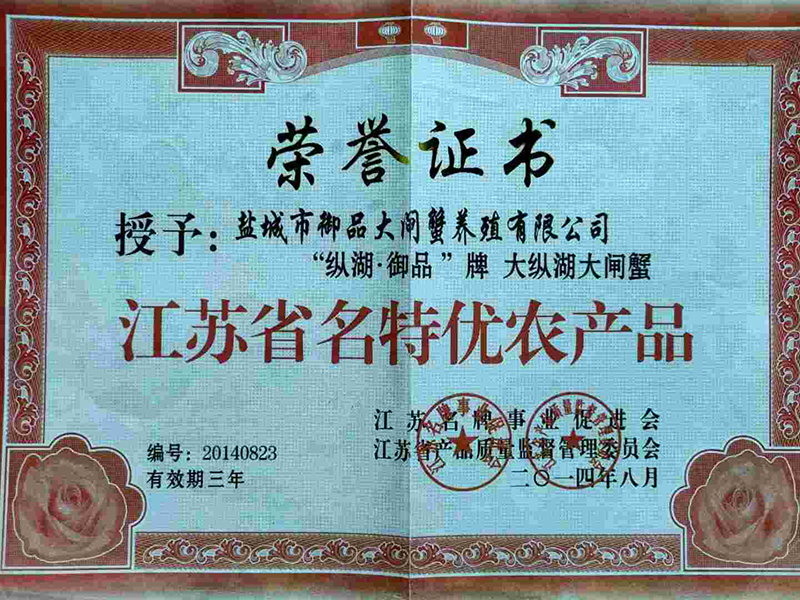 荣誉证书
授予：盐城市御品大闸蟹养殖有限公司
“纵湖·御品”牌 大纵湖大闸蟹
江苏省名特优农产品
江苏名牌事业促进会
编号：20140823 江苏省产品质量监督管理委员会
有效期三年 二〇一四年八月